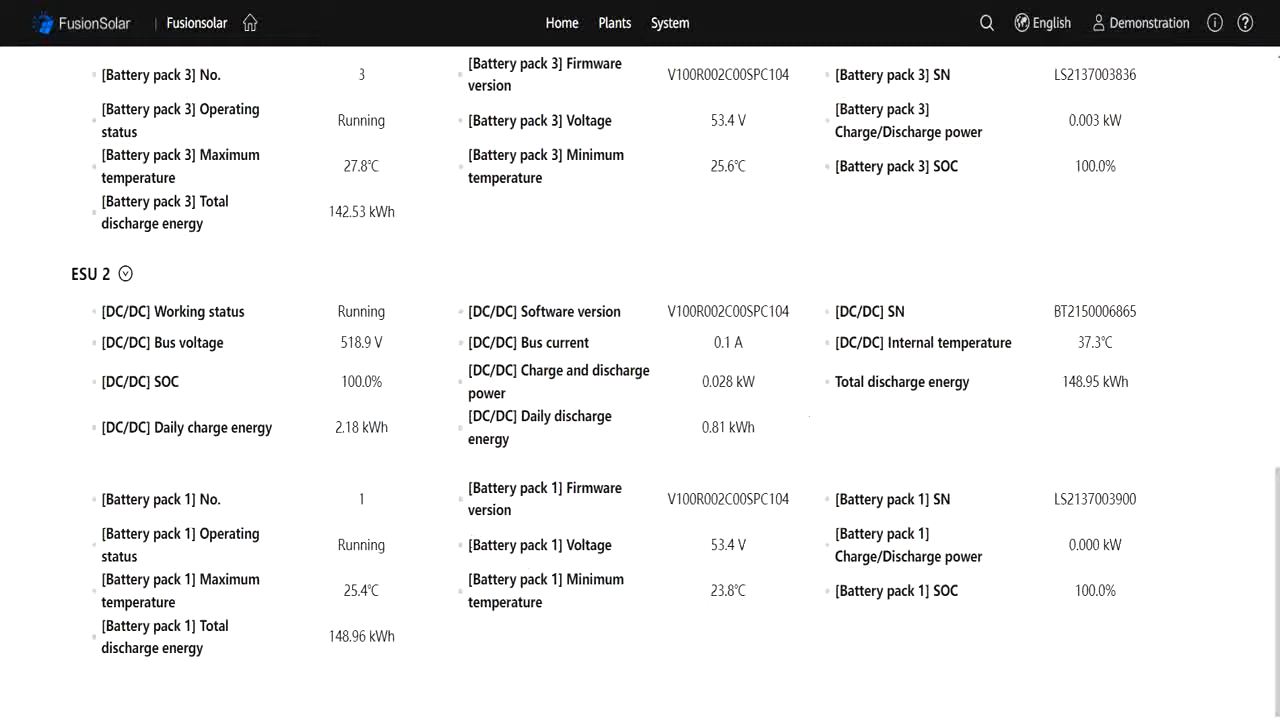 FusionSolar Fusionsolar Home Plants System English Demonstration
[Battery pack 3] No. 3 [Battery pack 3] Firmware version V100R002C00SPC104 [Battery pack 3] SN LS2137003836
[Battery pack 3] Operating status Running [Battery pack 3] Voltage 53.4 V [Battery pack 3] Charge/Discharge power 0.003 kW
[Battery pack 3] Maximum temperature 27.8°C [Battery pack 3] Minimum temperature 25.6°C [Battery pack 3] SOC 100.0%
[Battery pack 3] Total discharge energy 142.53 kWh
ESU 2
[DC/DC] Working status Running [DC/DC] Software version V100R002C00SPC104 [DC/DC] SN BT2150006865
[DC/DC] Bus voltage 518.9 V [DC/DC] Bus current 0.1 A [DC/DC] Internal temperature 37.3°C
[DC/DC] SOC 100.0% [DC/DC] Charge and discharge power 0.028 kW Total discharge energy 148.95 kWh
[DC/DC] Daily charge energy 2.18 kWh [DC/DC] Daily discharge energy 0.81 kWh
[Battery pack 1] No. 1 [Battery pack 1] Firmware version V100R002C00SPC104 [Battery pack 1] SN LS2137003900
[Battery pack 1] Operating status Running [Battery pack 1] Voltage 53.4 V [Battery pack 1] Charge/Discharge power 0.000 kW
[Battery pack 1] Maximum temperature 25.4°C [Battery pack 1] Minimum temperature 23.8°C [Battery pack 1] SOC 100.0%
[Battery pack 1] Total discharge energy 148.96 kWh